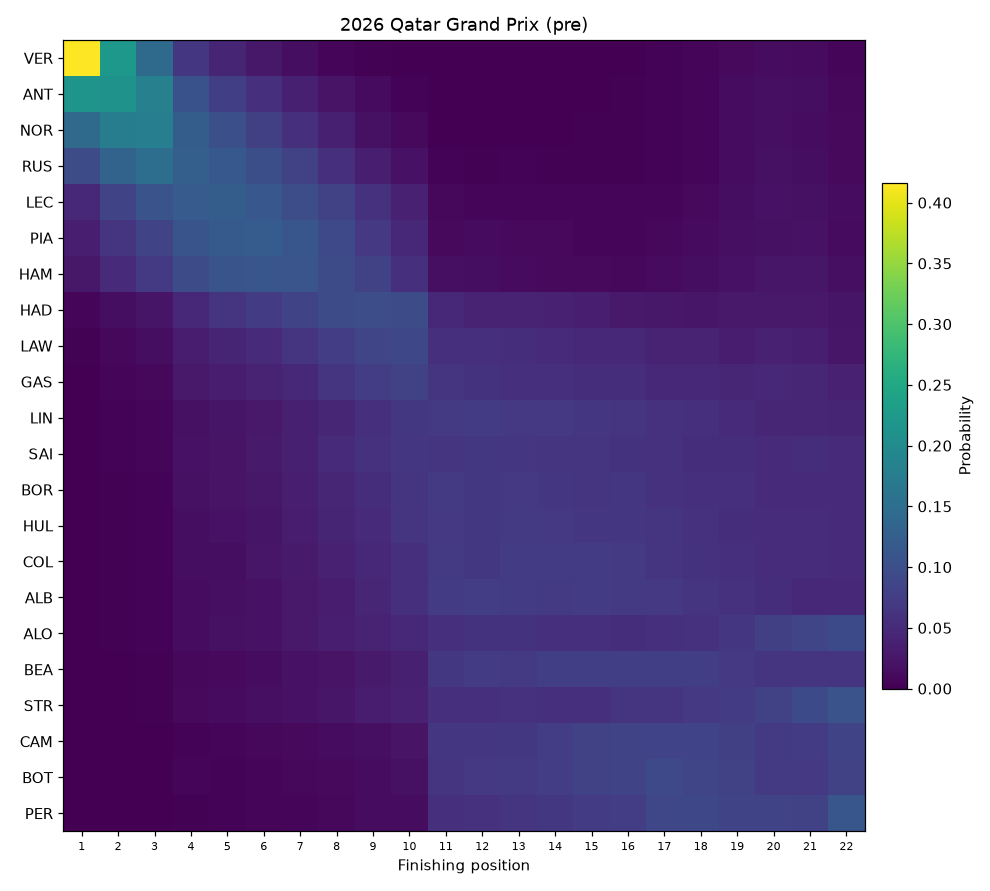 2026 Qatar Grand Prix (pre)
VER
ANT
NOR
RUS
LEC
PIA
HAM
HAD
LAW
GAS
LIN
SAI
BOR
HUL
COL
ALB
ALO
BEA
STR
CAM
BOT
PER
1 2 3 4 5 6 7 8 9 10 11 12 13 14 15 16 17 18 19 20 21 22
Finishing position
0.40
0.35
0.30
0.25
0.20
0.15
0.10
0.05
0.00
Probability